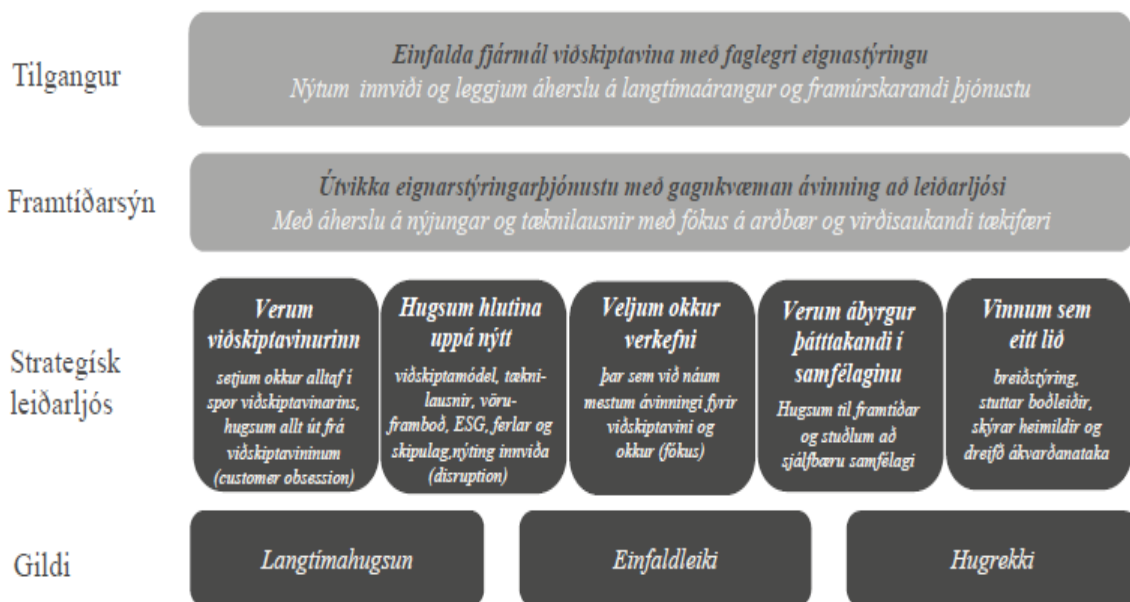 Tilgangur
Einfalda fjármál viðskiptavina með faglegri eignastýringu
Nýtum innviði og leggjum áherslu á langtímaárangur og framúrskarandi þjónustu
Framtíðarsýn
Útvikka eignarstýringarþjónustu með gagnkvæman ávinning að leiðarljósi
Með áherslu á nýjungar og tæknilausnir með fókus á arðbær og virðisaukandi tækifæri
Strategísk
leiðarljós
Verum
viðskiptavinurinn
setjum okkur alltaf í
spor viðskiptavinarins,
hugsum allt út frá
viðskiptavininum
(customer obsession)
Hugsum hlutina
uppá nýtt
viðskiptamódel, tækni-
lausnir, vöru-
framboð, ESG, ferlar og
skipulag,nýting innviða
(disruption)
Veljum okkur
verkefni
þar sem við náum
mestum ávinningi fyrir
viðskiptavini og
okkur (fókus)
Verum ábyrgur
þátttakandi í
samfélaginu
Hugsum til framtíðar
og stuðlum að
sjálfbæru samfélagi
Vinnum sem
eitt lið
breiðstýring,
stuttar boðleiðir,
skýrar heimildir og
dreifð ákvarðanataka
Gildi
Langtímahugsun
Einfaldleiki
Hugrekki